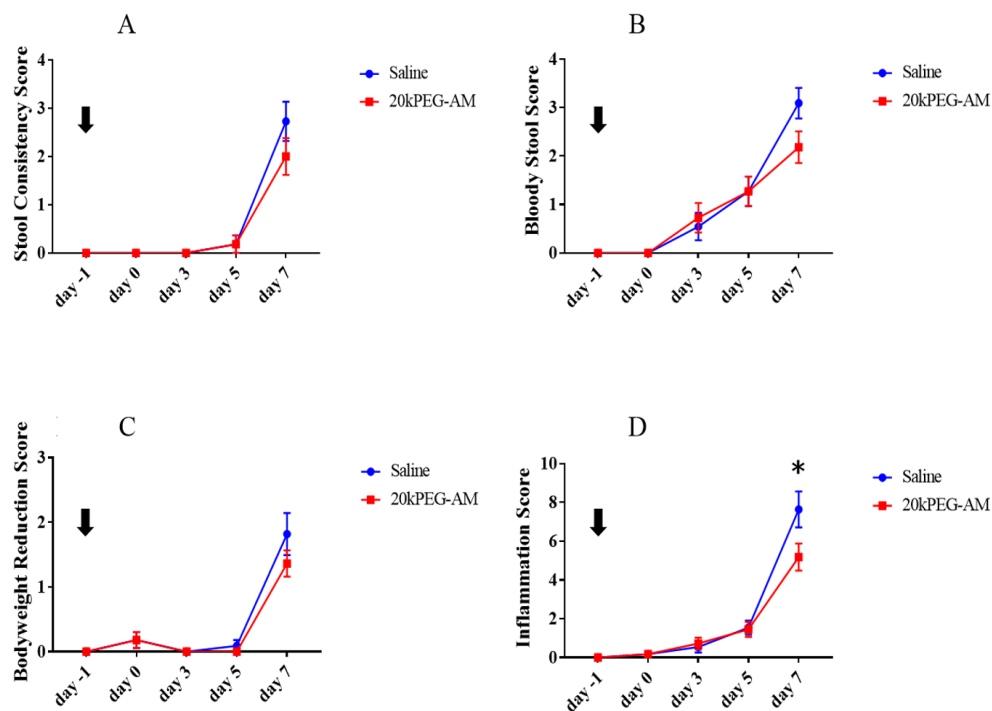 A
Stool Consistency Score
4
3
2
1
0
day -1
day 0
day 3
day 5
day 7
Saline
20kPEG-AM
B
Bloody Stool Score
4
3
2
1
0
day -1
day 0
day 3
day 5
day 7
Saline
20kPEG-AM
C
Bodyweight Reduction Score
3
2
1
0
day -1
day 0
day 3
day 5
day 7
Saline
20kPEG-AM
D
Inflammation Score
10
8
6
4
2
0
*
day -1
day 0
day 3
day 5
day 7
Saline
20kPEG-AM